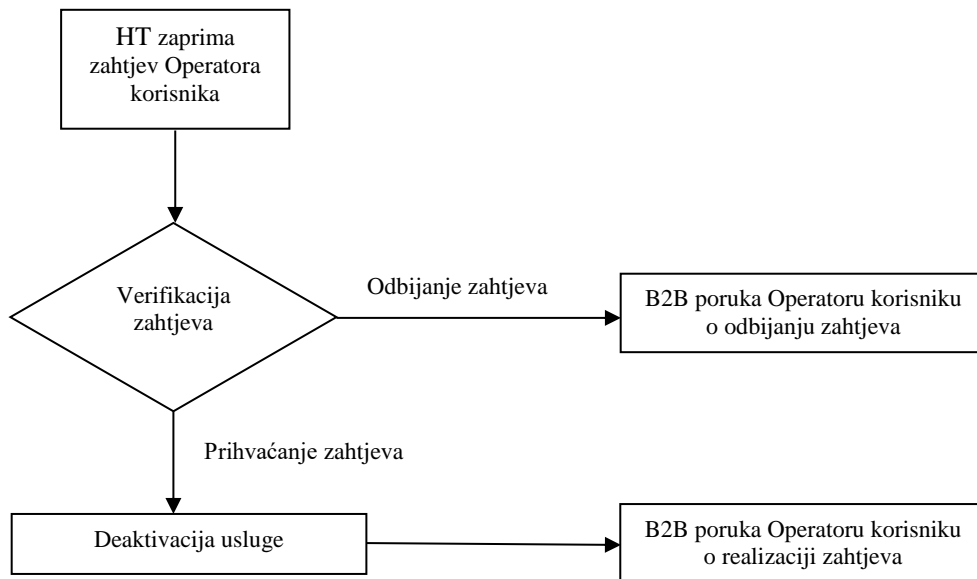 HT zaprima
zahtjev Operatora
korisnika
Verifikacija
zahtjeva
Odbijanje zahtjeva
B2B poruka Operatoru korisniku
o odbijanju zahtjeva
Prihvaćanje zahtjeva
Deaktivacija usluge
B2B poruka Operatoru korisniku
o realizaciji zahtjeva